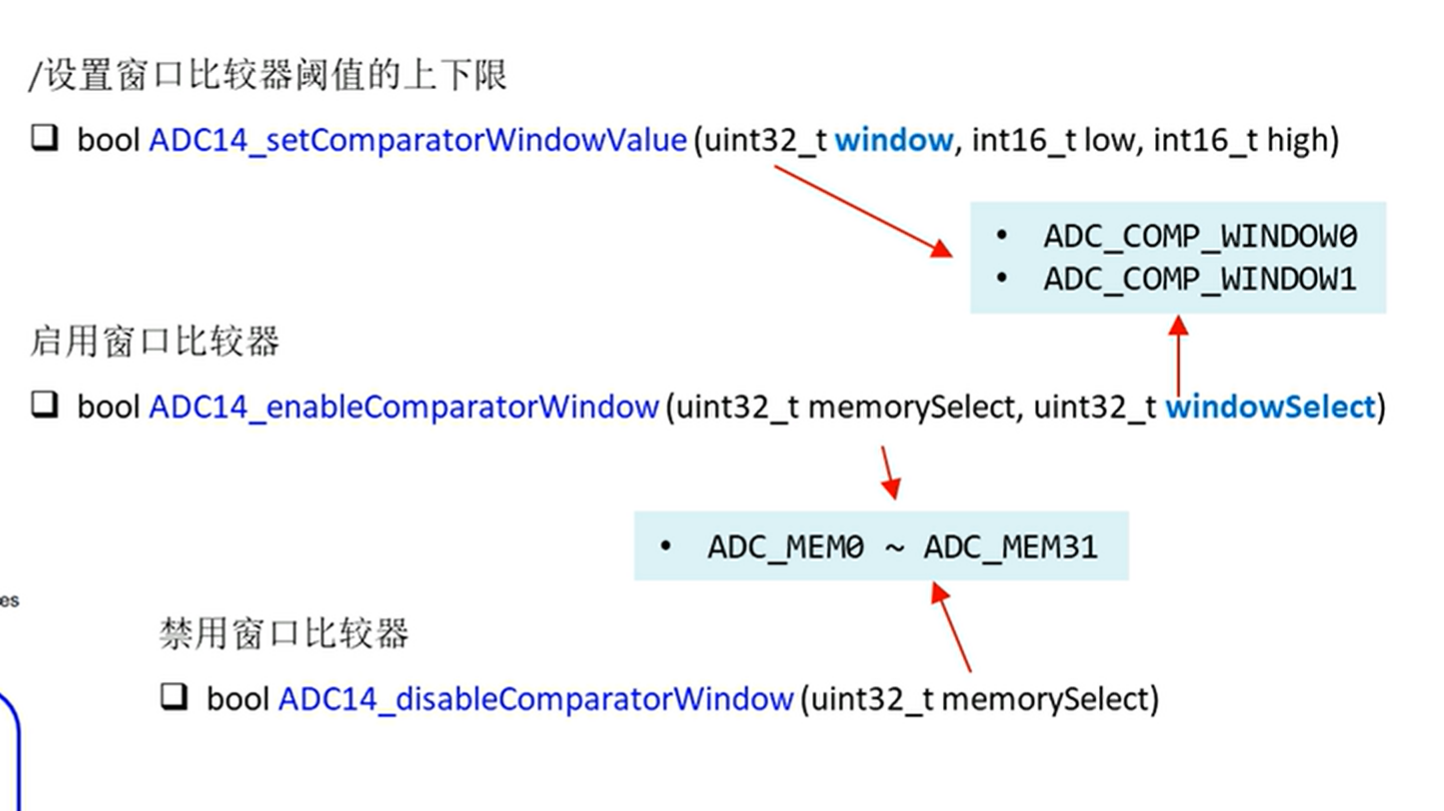 /设置窗口比较器阈值的上下限
❑ bool ADC14_setComparatorWindowValue (uint32_t window, int16_t low, int16_t high)
• ADC_COMP_WINDOW0
• ADC_COMP_WINDOW1
启用窗口比较器
❑ bool ADC14_enableComparatorWindow (uint32_t memorySelect, uint32_t windowSelect)
• ADC_MEM0 ~ ADC_MEM31
es
禁用窗口比较器
❑ bool ADC14_disableComparatorWindow (uint32_t memorySelect)